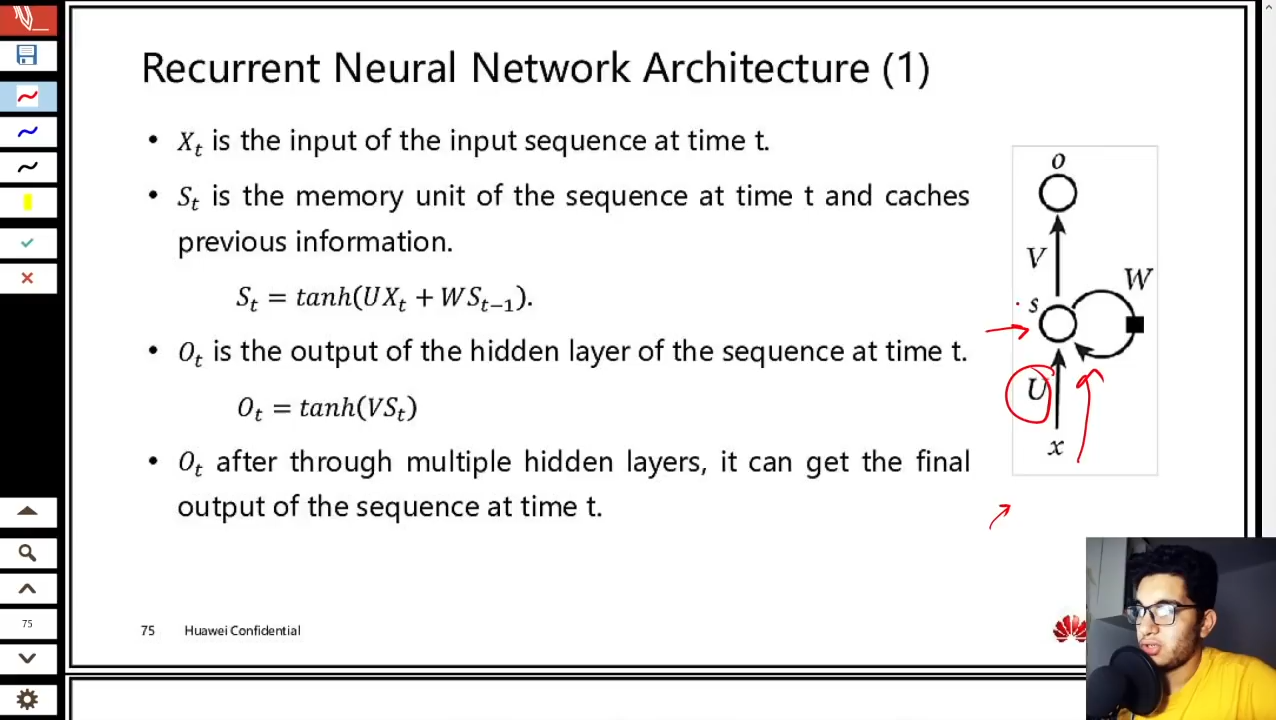 Recurrent Neural Network Architecture (1)
• Xₜ is the input of the input sequence at time t.
• Sₜ is the memory unit of the sequence at time t and caches
previous information.
Sₜ = tanh(UXₜ + WSₜ₋₁).
• Oₜ is the output of the hidden layer of the sequence at time t.
Oₜ = tanh(VSₜ)
• Oₜ after through multiple hidden layers, it can get the final
output of the sequence at time t.
o
V
W
s
U
x
75
75 Huawei Confidential